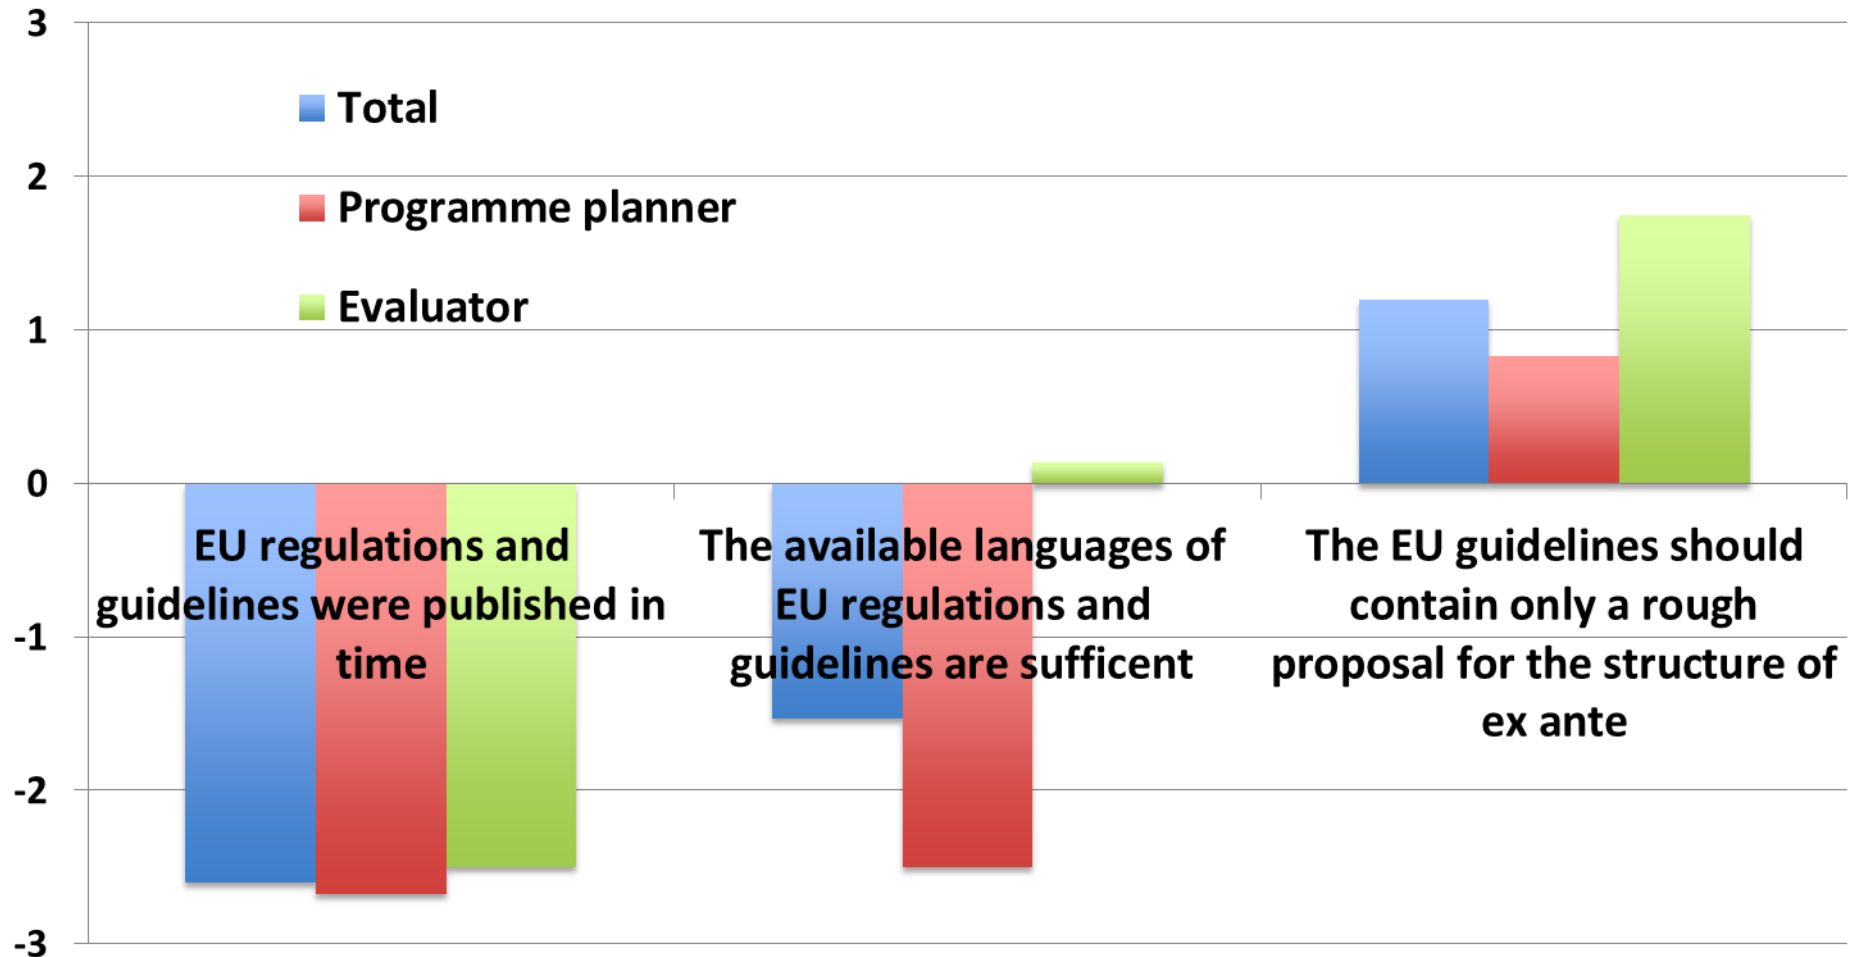 3
2
1
0
-1
-2
-3
Total
Programme planner
Evaluator
EU regulations and
guidelines were published in
time
The available languages of
EU regulations and
guidelines are sufficent
The EU guidelines should
contain only a rough
proposal for the structure of
ex ante